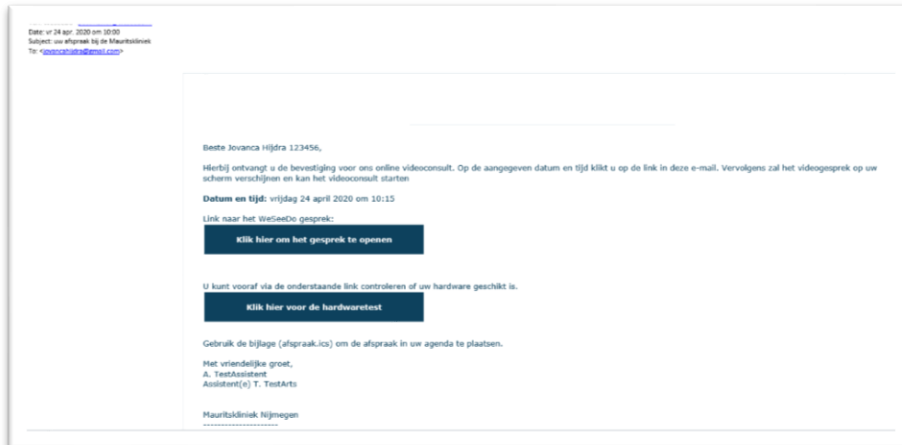 Date: vr 24 apr. 2020 om 10:00
Subject: uw afspraak bij de Mauritskliniek
To: <jovancahijdra@gmail.com>
Beste Jovanca Hijdra 123456,
Hierbij ontvangt u de bevestiging voor ons online videoconsult. Op de aangegeven datum en tijd klikt u op de link in deze e-mail. Vervolgens zal het videogesprek op uw
scherm verschijnen en kan het videoconsult starten
Datum en tijd: vrijdag 24 april 2020 om 10:15
Link naar het WeSeeDo gesprek:
Klik hier om het gesprek te openen
U kunt vooraf via de onderstaande link controleren of uw hardware geschikt is.
Klik hier voor de hardwaretest
Gebruik de bijlage (afspraak.ics) om de afspraak in uw agenda te plaatsen.
Met vriendelijke groet,
A. TestAssistent
Assistent(e) T. TestArts
Mauritskliniek Nijmegen
---------------------